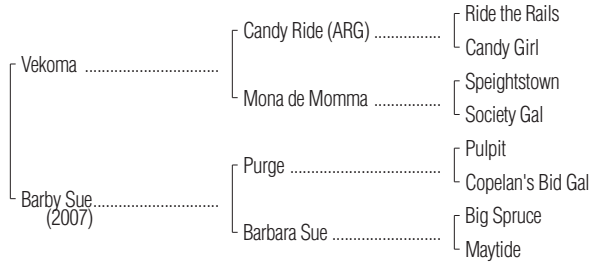 Ride the Rails
Candy Ride (ARG) ................
Candy Girl
Vekoma ................................
Speightstown
Mona de Momma ................
Society Gal
Pulpit
Purge ....................................
Copelan's Bid Gal
Barby Sue..............................
(2007)
Big Spruce
Barbara Sue ..........................
Maytide